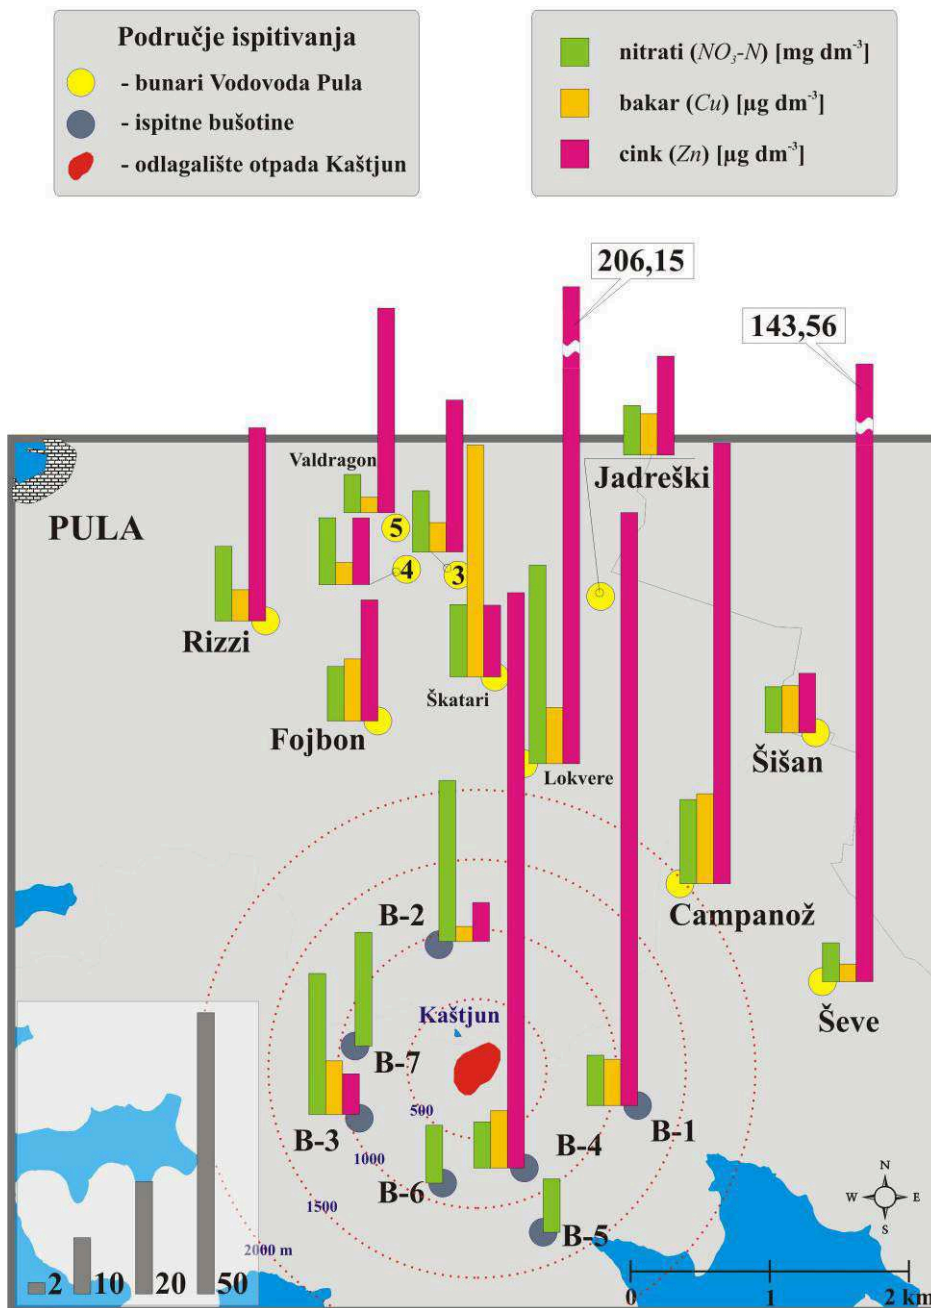 Područje ispitivanja
- bunari Vodovoda Pula
- ispitne bušotine
- odlagalište otpada Kaštjun
nitrati (NO₃-N) [mg dm⁻³]
bakar (Cu) [µg dm⁻³]
cink (Zn) [µg dm⁻³]
206,15
143,56
Valdragon
Jadreški
PULA
5
4
3
Rizzi
Škatari
Fojbon
Lokvere
Šišan
B-2
Campanož
Kaštjun
Ševe
B-7
500
B-3
B-4
B-1
1000
B-6
1500
B-5
2000 m
N
W E
S
2 10 20 50
0 1 2 km